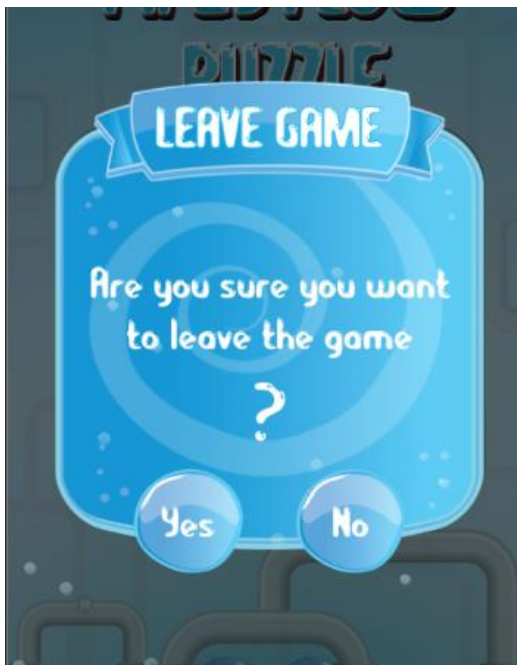 PUZZLE
LEAVE GAME
Are you sure you want
to leave the game
?
Yes
No